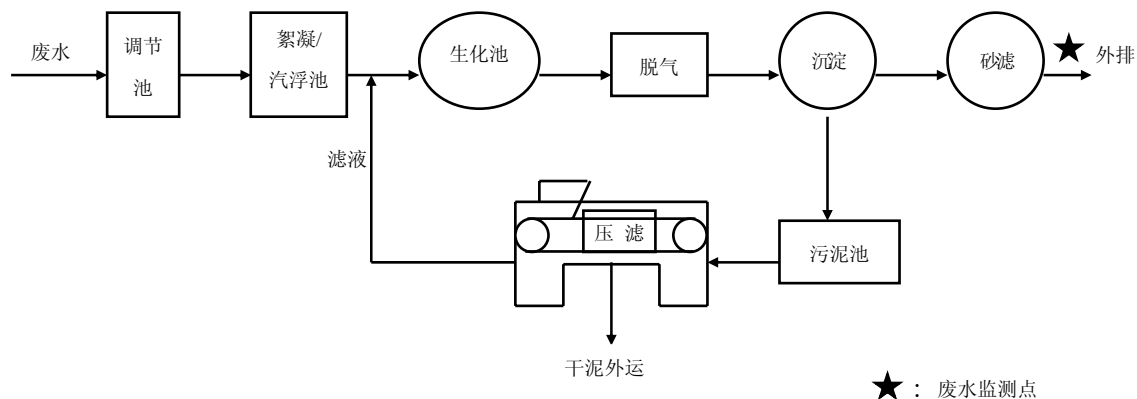 废水
调节
池
絮凝/
汽浮池
生化池
脱气
沉淀
砂滤
外排
滤液
压 滤
污泥池
干泥外运
： 废水监测点